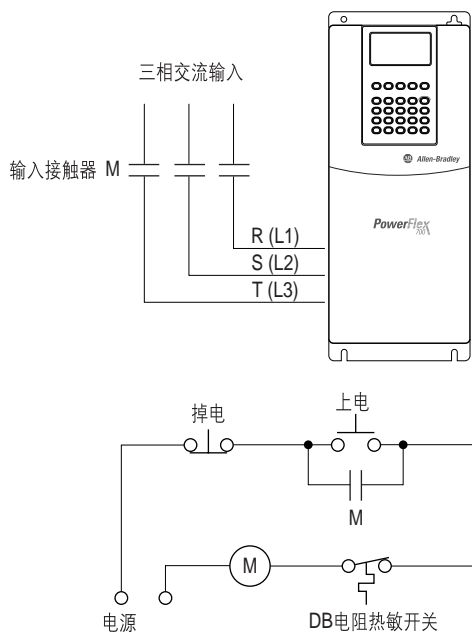 三相交流输入
输入接触器 M
R (L1)
S (L2)
T (L3)
AB Allen-Bradley
PowerFlex
700
掉电
上电
M
M
电源
DB电阻热敏开关